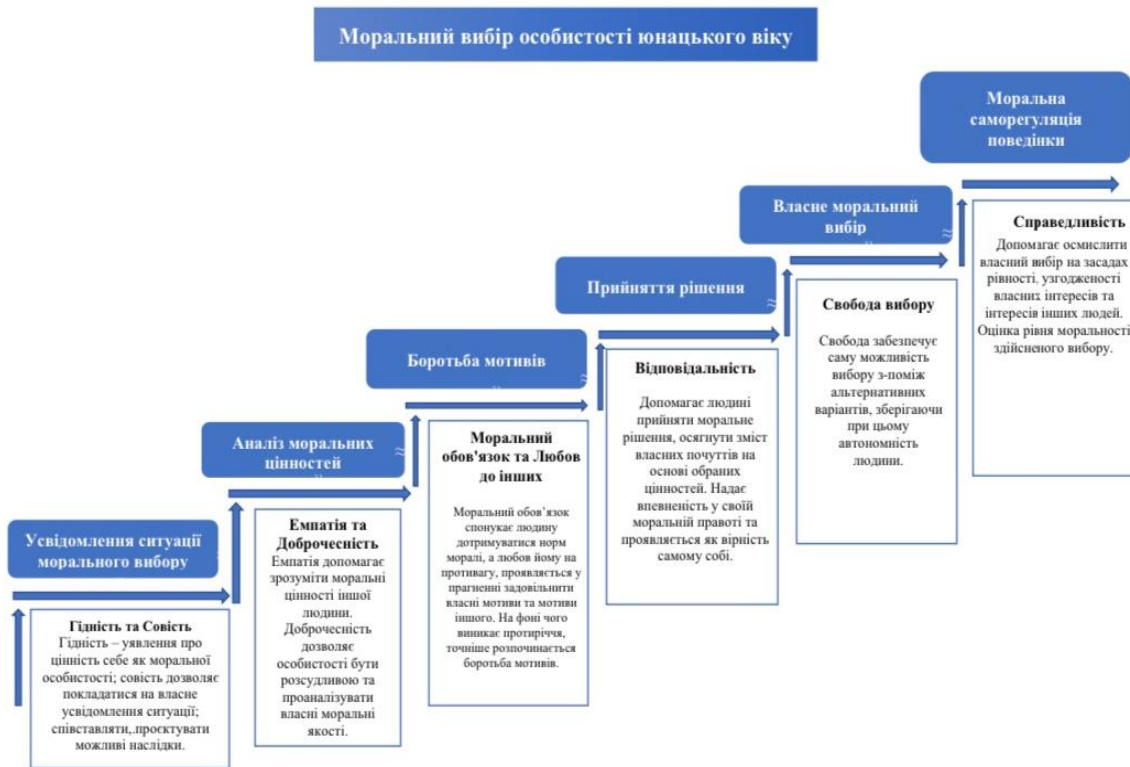 Моральний вибір особистості юнацького віку
Усвідомлення ситуації
морального вибору
Гідність та Совість
Гідність – уявлення про
цінність себе як моральної
особистості; совість дозволяє
покладатися на власне
усвідомлення ситуації;
співставляти,.проєктувати
можливі наслідки.
Аналіз моральних
цінностей
Емпатія та
Доброчесність
Емпатія допомагає
зрозуміти моральні
цінності іншої
людини.
Доброчесність
дозволяє
особистості бути
розсудливою та
проаналізувати
власні моральні
якості.
Боротьба мотивів
Моральний
обов'язок та Любов
до інших
Моральний обов’язок
спонукає людину
дотримуватися норм
моралі, а любов йому на
противагу, проявляється у
прагненні задовільнити
власні мотиви та мотиви
іншого. На фоні чого
виникає протиріччя,
точніше розпочинається
боротьба мотивів.
Прийняття рішення
Відповідальність
Допомагає людині
прийняти моральне
рішення, осягнути зміст
власних почуттів на
основі обраних
цінностей. Надає
впевненість у своїй
моральній правоті та
проявляється як вірність
самому собі.
Власне моральний
вибір
Свобода вибору
Свобода забезпечує
саму можливість
вибору з-поміж
альтернативних
варіантів, зберігаючи
при цьому
автономність
людини.
Моральна
саморегуляція
поведінки
Справедливість
Допомагає осмислити
власний вибір на засадах
рівності, узгодженості
власних інтересів та
інтересів інших людей.
Оцінка рівня моральності
здійсненого вибору.